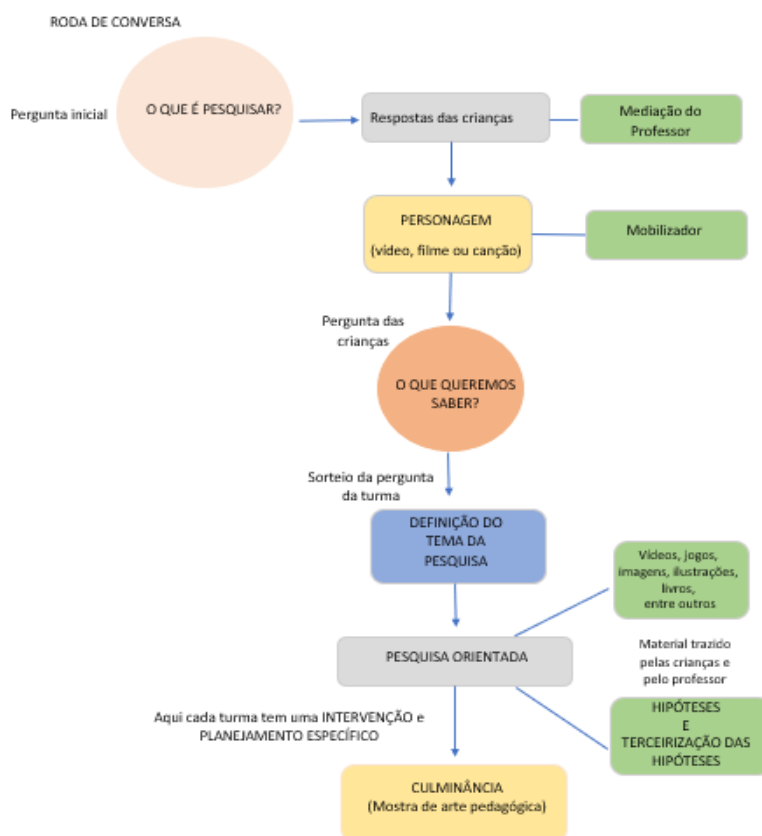 RODA DE CONVERSA
Pergunta inicial
O QUE É PESQUISAR?
Respostas das crianças
Mediação do
Professor
PERSONAGEM
(vídeo, filme ou canção)
Mobilizador
Pergunta das
crianças
O QUE QUEREMOS
SABER?
Sorteio da pergunta
da turma
DEFINIÇÃO DO
TEMA DA
PESQUISA
Vídeos, jogos,
imagens, ilustrações,
livros,
entre outros
PESQUISA ORIENTADA
Material trazido
pelas crianças e
pelo professor
Aqui cada turma tem uma INTERVENÇÃO e
PLANEJAMENTO ESPECÍFICO
HIPÓTESES
E
TERCEIRIZAÇÃO DAS
HIPÓTESES
CULMINÂNCIA
(Mostra de arte pedagógica)